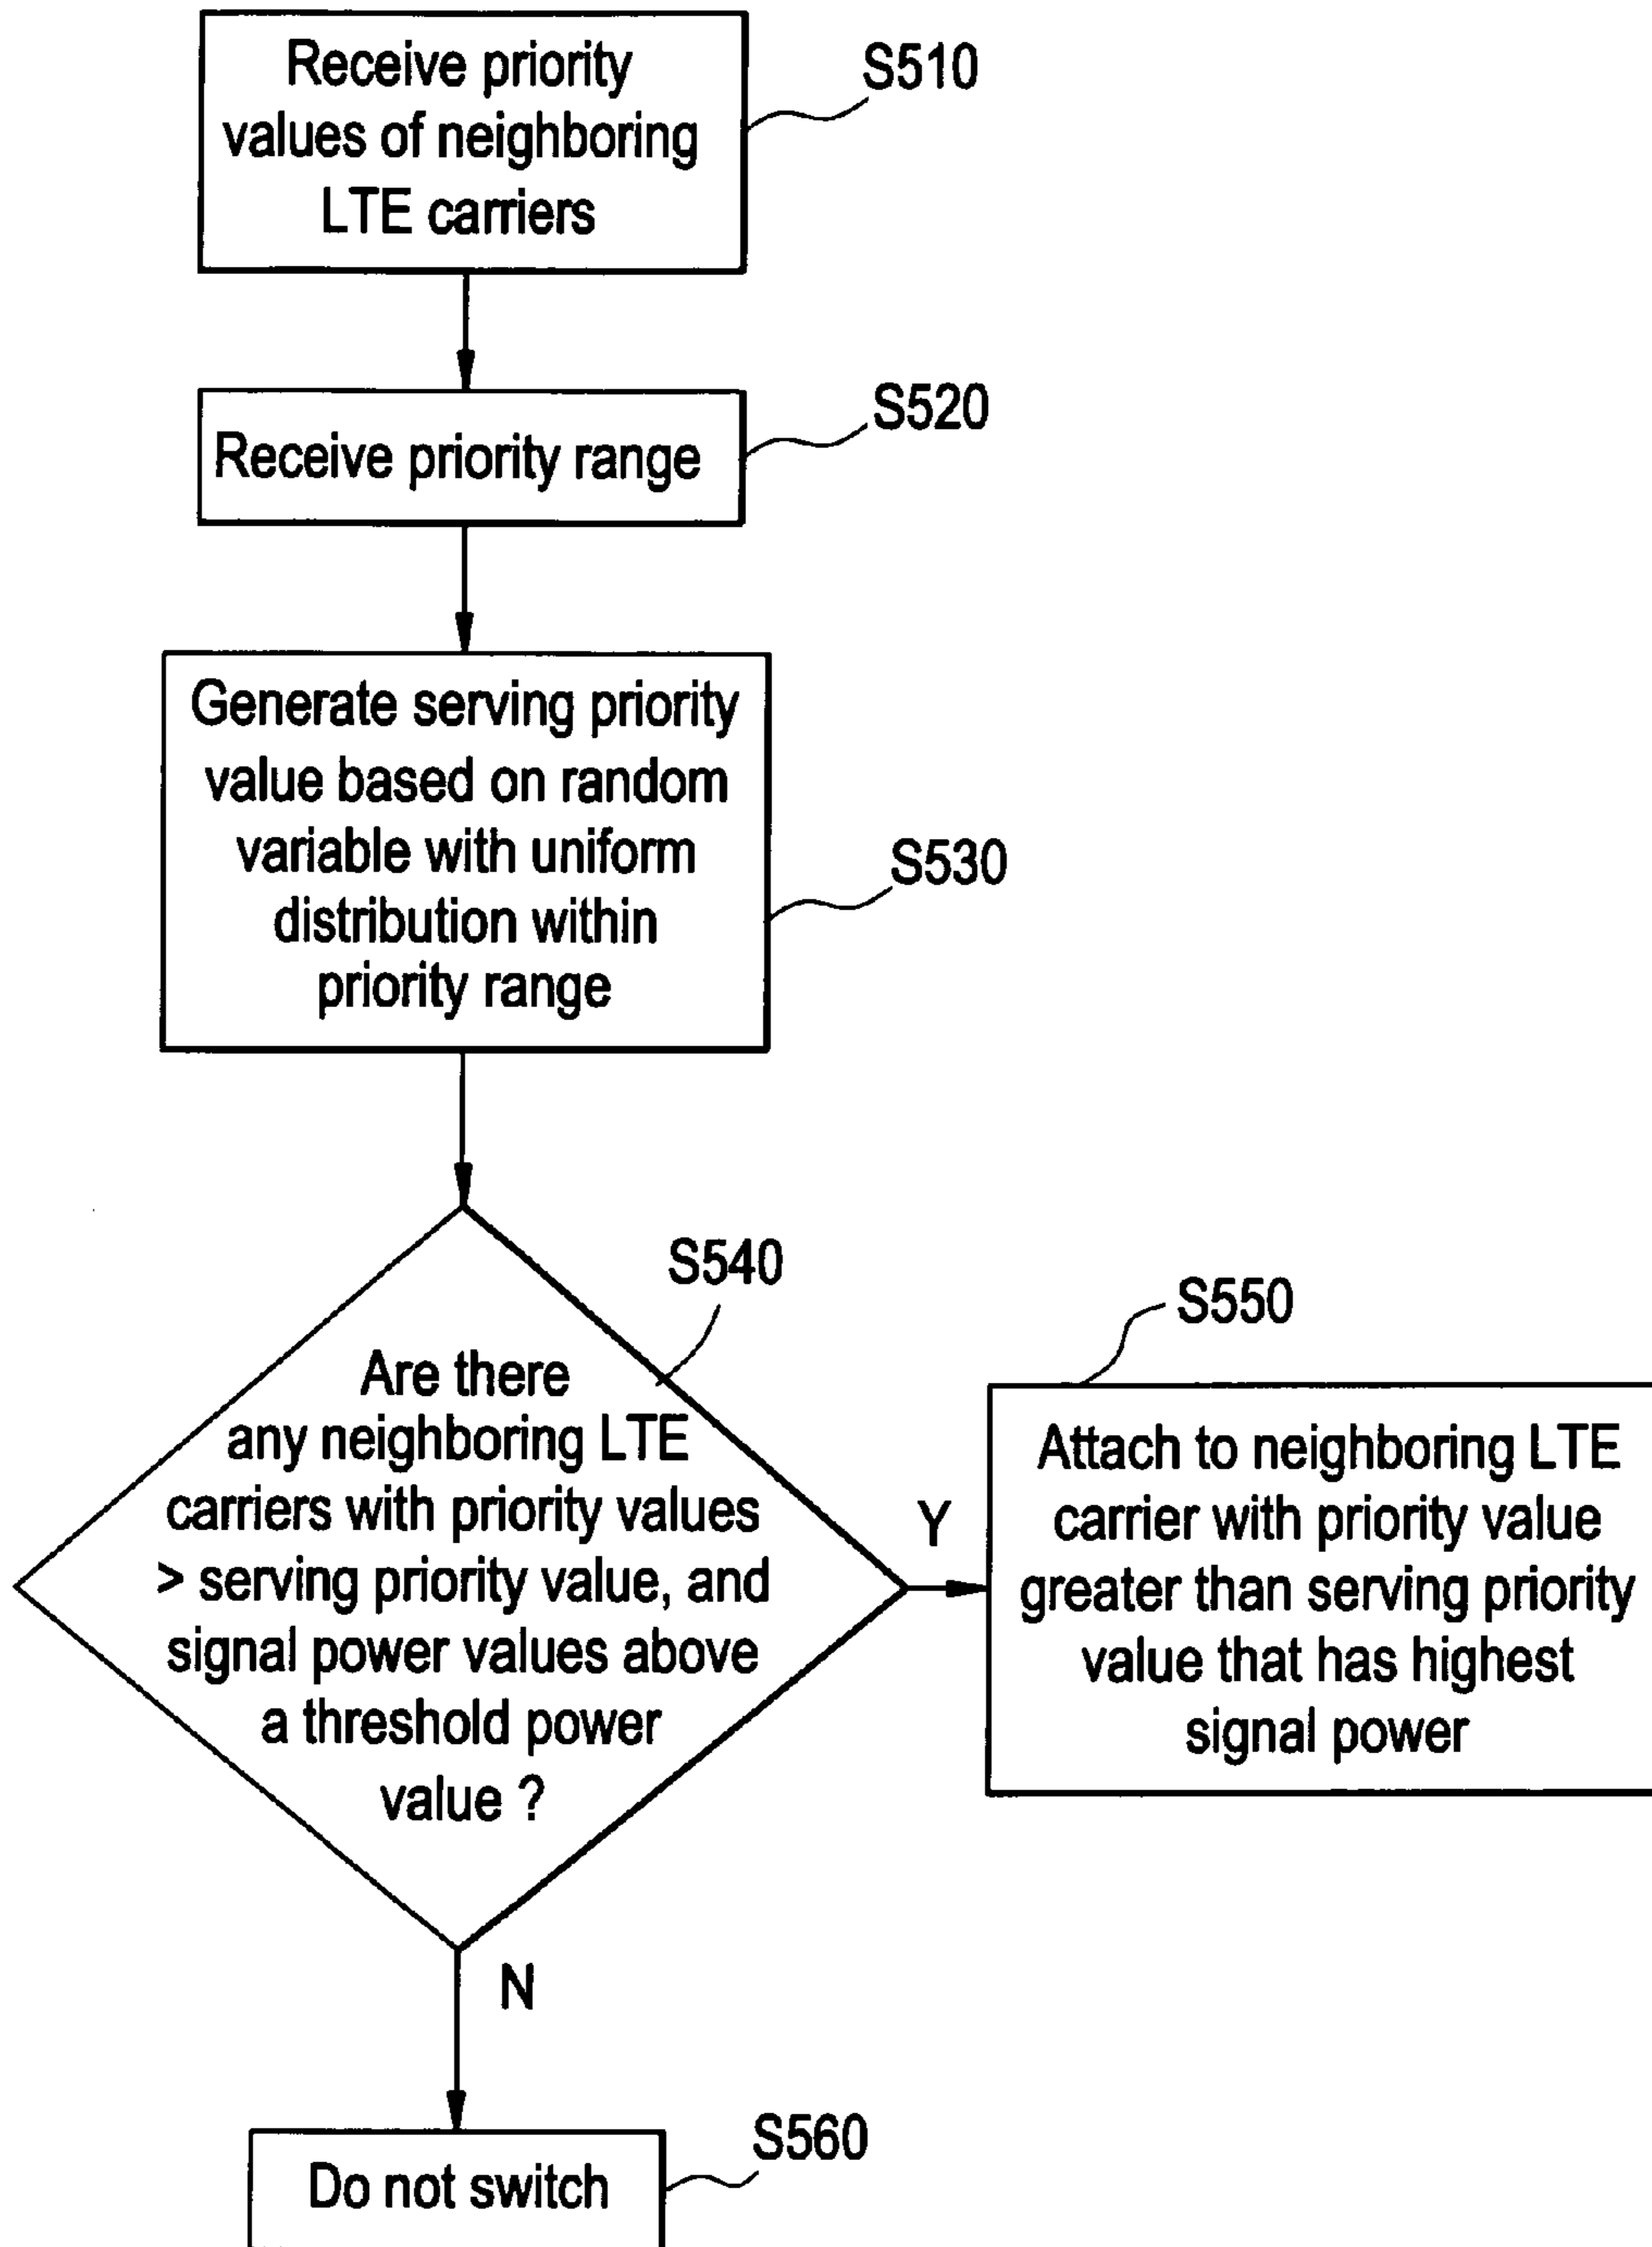 Receive priority
values of neighboring
LTE carriers
S510
Receive priority range
S520
Generate serving priority
value based on random
variable with uniform
distribution within
priority range
S530
S540
Are there
any neighboring LTE
carriers with priority values
> serving priority value, and
signal power values above
a threshold power
value ?
Y
S550
Attach to neighboring LTE
carrier with priority value
greater than serving priority
value that has highest
signal power
N
S560
Do not switch